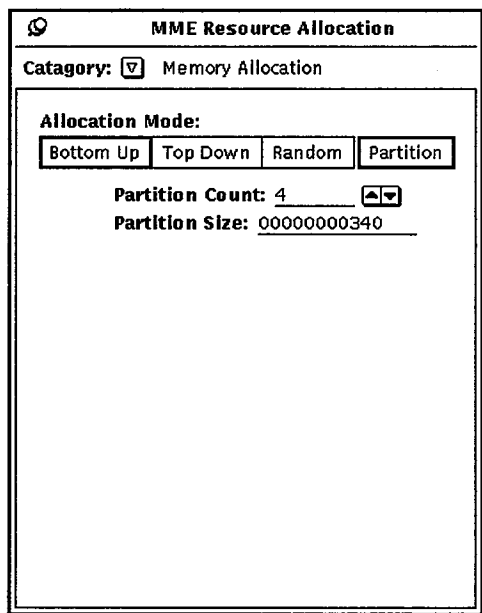 MME Resource Allocation
Catagory: Memory Allocation
Allocation Mode:
Bottom Up Top Down Random Partition
Partition Count: 4
Partition Size: 00000000340